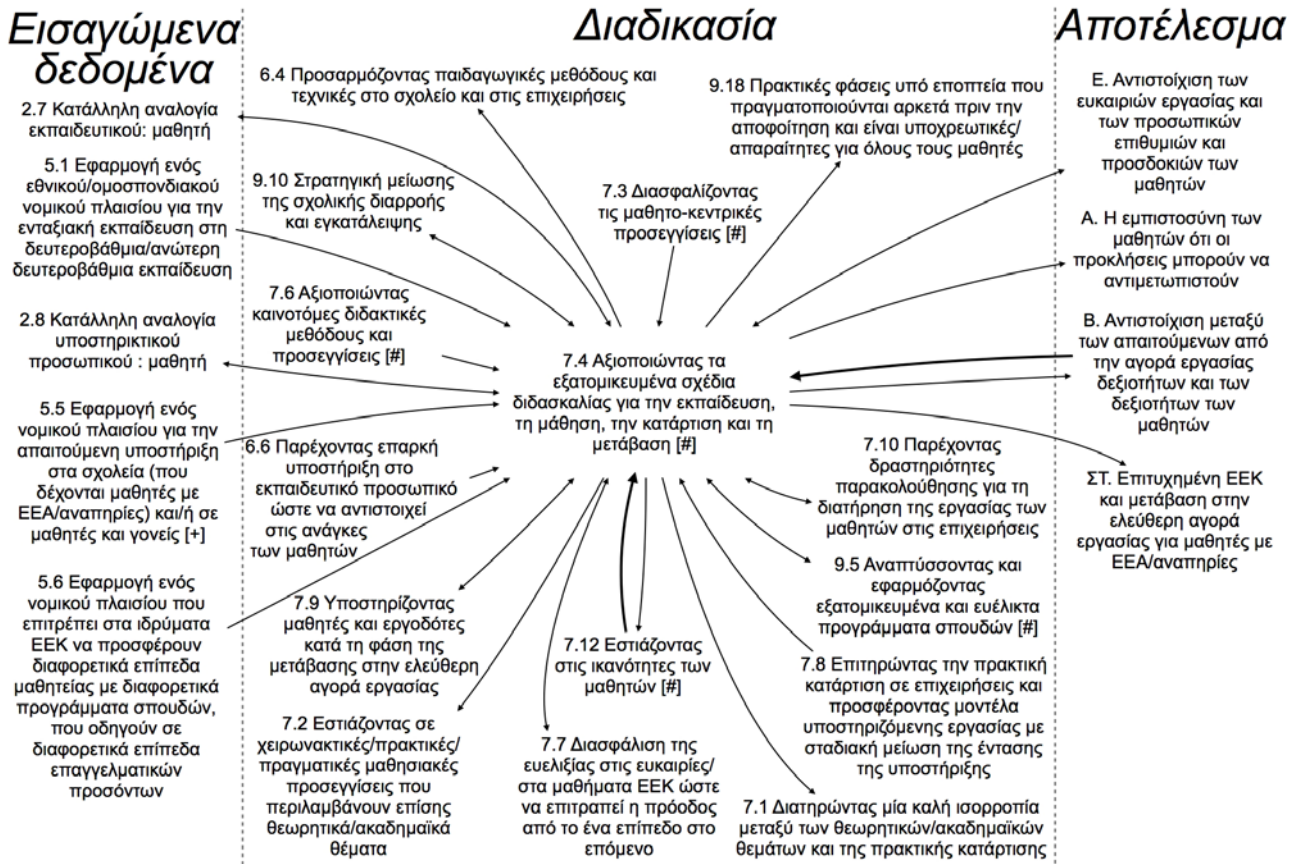 Εισαγώμενα
δεδομένα
2.7 Κατάλληλη αναλογία
εκπαιδευτικού: μαθητή
5.1 Εφαρμογή ενός
εθνικού/ομοσπονδιακού
νομικού πλαισίου για την
ενταξιακή εκπαίδευση στη
δευτεροβάθμια/ανώτερη
δευτεροβάθμια εκπαίδευση
2.8 Κατάλληλη αναλογία
υποστηρικτικού
προσωπικού : μαθητή
5.5 Εφαρμογή ενός
νομικού πλαισίου για την
απαιτούμενη υποστήριξη
στα σχολεία (που
δέχονται μαθητές με
ΕΕΑ/αναπηρίες) και/ή σε
μαθητές και γονείς [+]
5.6 Εφαρμογή ενός
νομικού πλαισίου που
επιτρέπει στα ιδρύματα
ΕΕΚ να προσφέρουν
διαφορετικά επίπεδα
μαθητείας με διαφορετικά
προγράμματα σπουδών,
που οδηγούν σε
διαφορετικά επίπεδα
επαγγελματικών
προσόντων
Διαδικασία
6.4 Προσαρμόζοντας παιδαγωγικές μεθόδους και
τεχνικές στο σχολείο και στις επιχειρήσεις
9.18 Πρακτικές φάσεις υπό εποπτεία που
πραγματοποιούνται αρκετά πριν την
αποφοίτηση και είναι υποχρεωτικές/
απαραίτητες για όλους τους μαθητές
9.10 Στρατηγική μείωσης
της σχολικής διαρροής
και εγκατάλειψης
7.3 Διασφαλίζοντας
τις μαθητο-κεντρικές
προσεγγίσεις [#]
7.6 Αξιοποιώντας
καινοτόμες διδακτικές
μεθόδους και
προσεγγίσεις [#]
7.4 Αξιοποιώντας τα
εξατομικευμένα σχέδια
διδασκαλίας για την εκπαίδευση,
τη μάθηση, την κατάρτιση και τη
μετάβαση [#]
6.6 Παρέχοντας επαρκή
υποστήριξη στο
εκπαιδευτικό προσωπικό
ώστε να αντιστοιχεί
στις ανάγκες
των μαθητών
7.10 Παρέχοντας
δραστηριότητες
παρακολούθησης για τη
διατήρηση της εργασίας των
μαθητών στις επιχειρήσεις
9.5 Αναπτύσσοντας και
εφαρμόζοντας
εξατομικευμένα και ευέλικτα
προγράμματα σπουδών [#]
7.9 Υποστηρίζοντας
μαθητές και εργοδότες
κατά τη φάση της
μετάβασης στην ελεύθερη
αγορά εργασίας
7.12 Εστιάζοντας
στις ικανότητες των
μαθητών [#]
7.8 Επιτηρώντας την πρακτική
κατάρτιση σε επιχειρήσεις και
προσφέροντας μοντέλα
υποστηριζόμενης εργασίας με
σταδιακή μείωση της έντασης
της υποστήριξης
7.2 Εστιάζοντας σε
χειρωνακτικές/πρακτικές/
πραγματικές μαθησιακές
προσεγγίσεις που
περιλαμβάνουν επίσης
θεωρητικά/ακαδημαϊκά
θέματα
7.7 Διασφάλιση της
ευελιξίας στις ευκαιρίες/
στα μαθήματα ΕΕΚ ώστε
να επιτραπεί η πρόοδος
από το ένα επίπεδο στο
επόμενο
7.1 Διατηρώντας μία καλή ισορροπία
μεταξύ των θεωρητικών/ακαδημαϊκών
θεμάτων και της πρακτικής κατάρτισης
Αποτέλεσμα
Ε. Αντιστοίχιση των
ευκαιριών εργασίας και
των προσωπικών
επιθυμιών και
προσδοκιών των
μαθητών
Α. Η εμπιστοσύνη των
μαθητών ότι οι
προκλήσεις μπορούν να
αντιμετωπιστούν
Β. Αντιστοίχιση μεταξύ
των απαιτούμενων από
την αγορά εργασίας
δεξιοτήτων και των
δεξιοτήτων των
μαθητών
ΣΤ. Επιτυχημένη ΕΕΚ
και μετάβαση στην
ελεύθερη αγορά
εργασίας για μαθητές με
ΕΕΑ/αναπηρίες